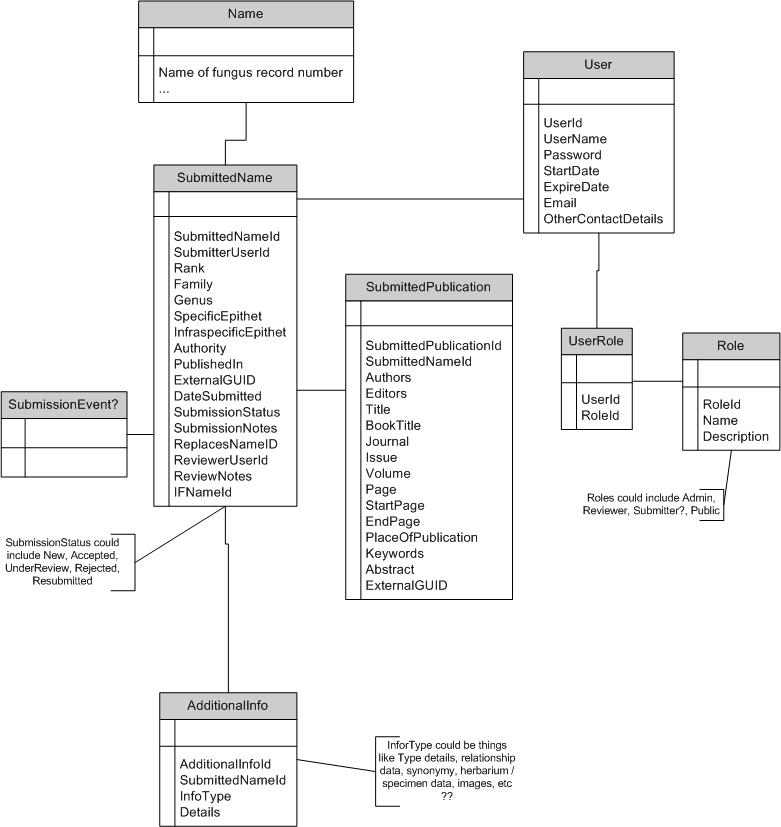 Name
Name of fungus record number
...
User
UserId
UserName
Password
StartDate
ExpireDate
Email
OtherContactDetails
SubmittedName
SubmittedNameId
SubmitterUserId
Rank
Family
Genus
SpecificEpithet
InfraspecificEpithet
Authority
PublishedIn
ExternalGUID
DateSubmitted
SubmissionStatus
SubmissionNotes
ReplacesNameID
ReviewerUserId
ReviewNotes
IFNameId
SubmittedPublication
SubmittedPublicationId
SubmittedNameId
Authors
Editors
Title
BookTitle
Journal
Issue
Volume
Page
StartPage
EndPage
PlaceOfPublication
Keywords
Abstract
ExternalGUID
UserRole
UserId
RoleId
Role
RoleId
Name
Description
SubmissionEvent?
Roles could include Admin,
Reviewer, Submitter?, Public
SubmissionStatus could
include New, Accepted,
UnderReview, Rejected,
Resubmitted
AdditionalInfo
AdditionalInfoId
SubmittedNameId
InfoType
Details
InforType could be things
like Type details, relationship
data, synonymy, herbarium /
specimen data, images, etc
??